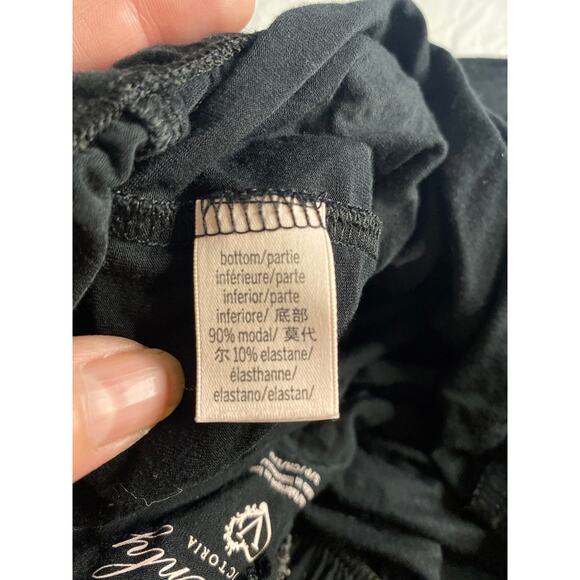 bottom/partie
inférieure/parte
inferior/parte
inferiore/ 底部
90% modal/ 莫代
尔 10% elastane/
élasthanne/
elastano/elastan/
VICTORIA